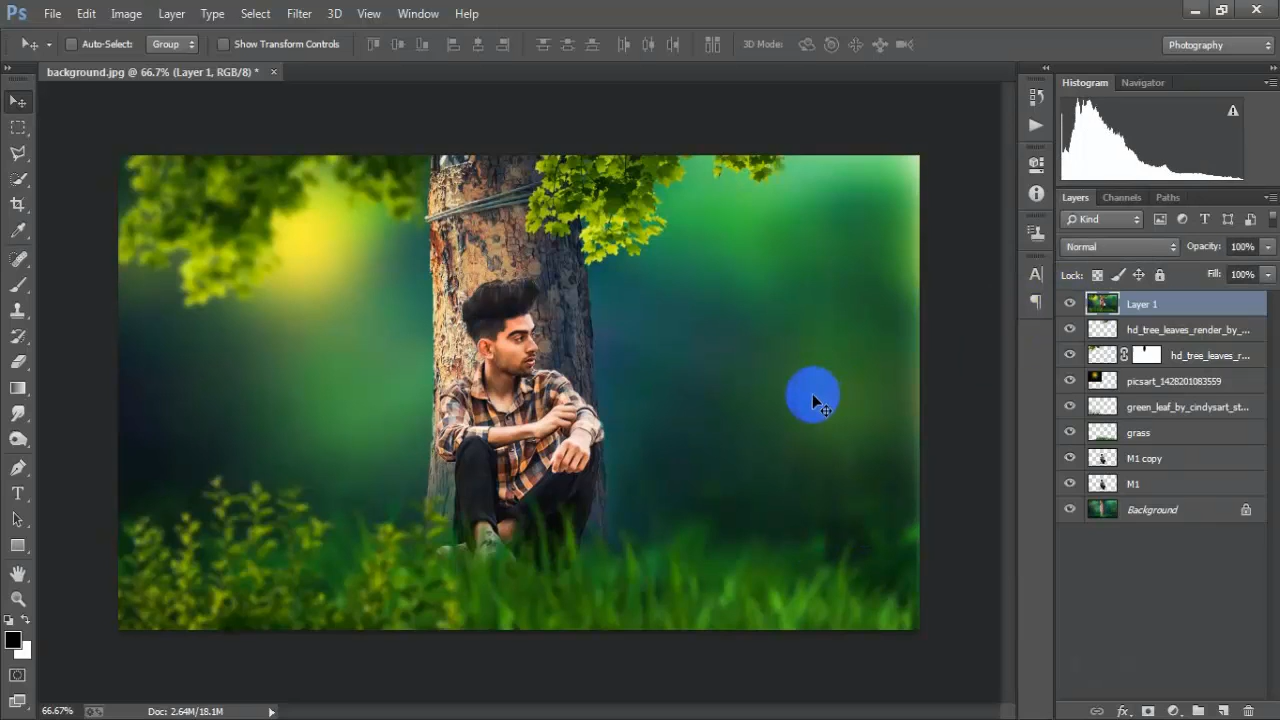 Ps File Edit Image Layer Type Select Filter 3D View Window Help
Auto-Select: Group Show Transform Controls 3D Mode: Photography
background.jpg @ 66.7% (Layer 1, RGB/8) *
Histogram Navigator
Layers Channels Paths
Kind
Normal Opacity: 100%
Lock: Fill: 100%
Layer 1
hd_tree_leaves_render_by_...
hd_tree_leaves_r...
picsart_1428201083559
green_leaf_by_cindysart_st...
grass
M1 copy
M1
Background
66.67% Doc: 2.64M/18.1M